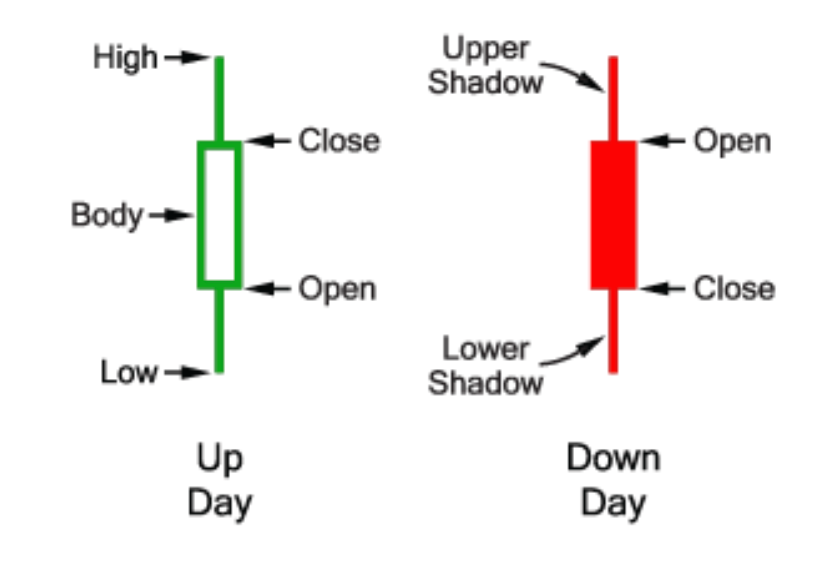 High
Close
Body
Open
Low
Up
Day
Upper
Shadow
Open
Close
Lower
Shadow
Down
Day